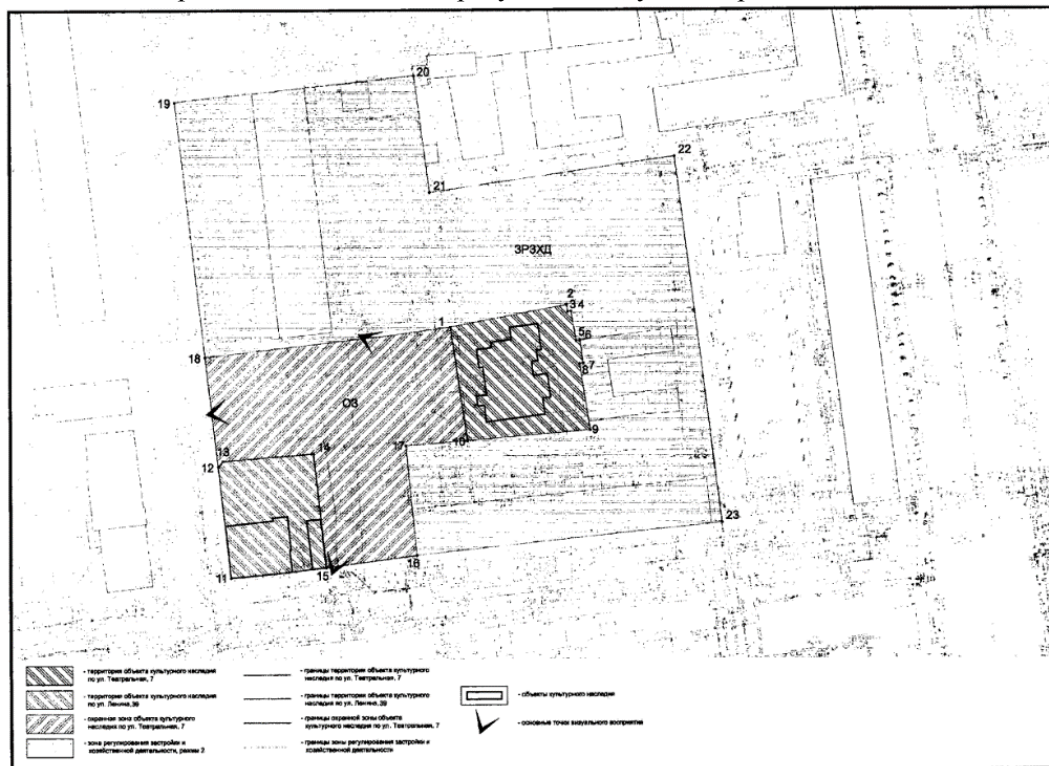 19
20
21
22
ЗРЗХД
2
3 4
1
5 6
7
8
18
ОЗ
9
10
17
14
13
12
23
16
15
11
- территория объекта культурного наследия
по ул. Театральная, 7
- территория объекта культурного наследия
по ул. Ленина, 39
- охранная зона объекта культурного
наследия по ул. Театральная, 7
- зона регулирования застройки и
хозяйственной деятельности, режим 2
- границы территории объекта культурного
наследия по ул. Театральная, 7
- границы территории объекта культурного
наследия по ул. Ленина, 39
- границы охранной зоны объекта
культурного наследия по ул. Театральная, 7
- границы зоны регулирования застройки и
хозяйственной деятельности
- объекты культурного наследия
- основные точки визуального восприятия